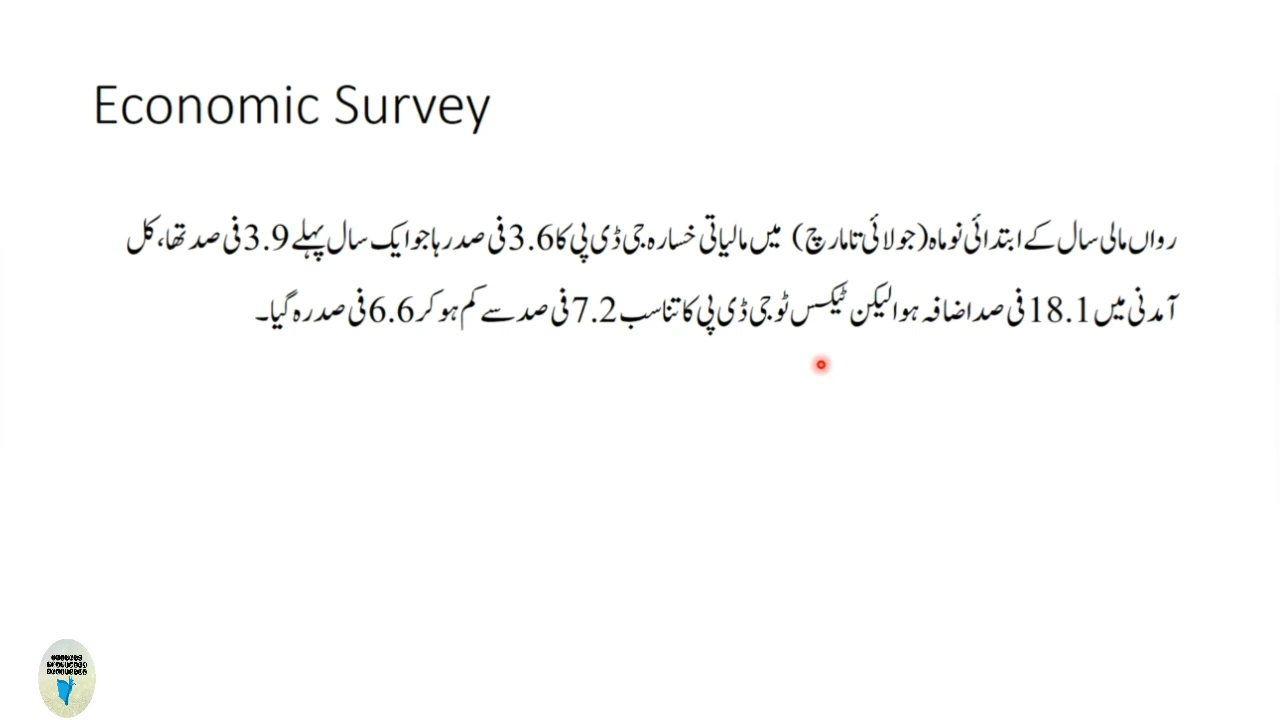 Economic Survey
رواں مالی سال کے ابتدائی نو ماہ (جولائی تا مارچ) میں مالیاتی خسارہ جی ڈی پی کا 3.6 فی صد رہا جو ایک سال پہلے 3.9 فی صد تھا، کل
آمدنی میں 18.1 فی صد اضافہ ہوا لیکن ٹیکس ٹو جی ڈی پی کا تناسب 7.2 فی صد سے کم ہو کر 6.6 فی صد رہ گیا۔